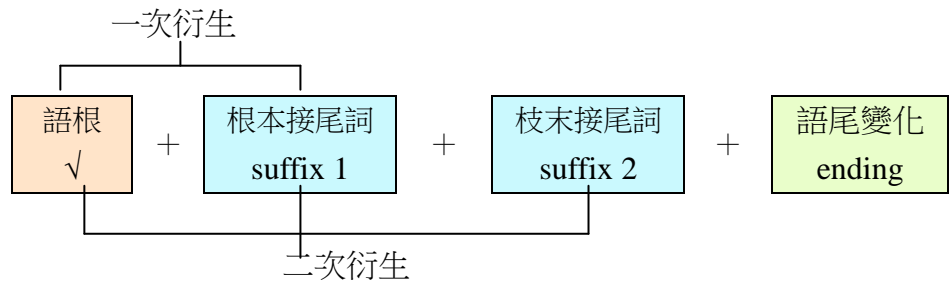 一次衍生
語根
√
+
根本接尾詞
suffix 1
+
枝末接尾詞
suffix 2
+
語尾變化
ending
二次衍生